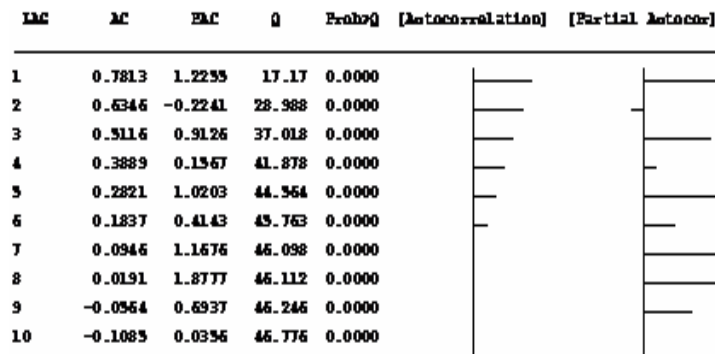 LAG AC PAC Q Prob>Q [Autocorrelation] [Partial Autocor]
1 0.7813 1.2255 17.17 0.0000
2 0.6346 -0.2241 28.988 0.0000
3 0.5116 0.9126 37.018 0.0000
4 0.3889 0.1567 41.878 0.0000
5 0.2821 1.0203 44.564 0.0000
6 0.1837 0.4143 45.763 0.0000
7 0.0946 1.1676 46.098 0.0000
8 0.0191 1.8777 46.112 0.0000
9 -0.0564 0.6937 46.246 0.0000
10 -0.1085 0.0356 46.776 0.0000